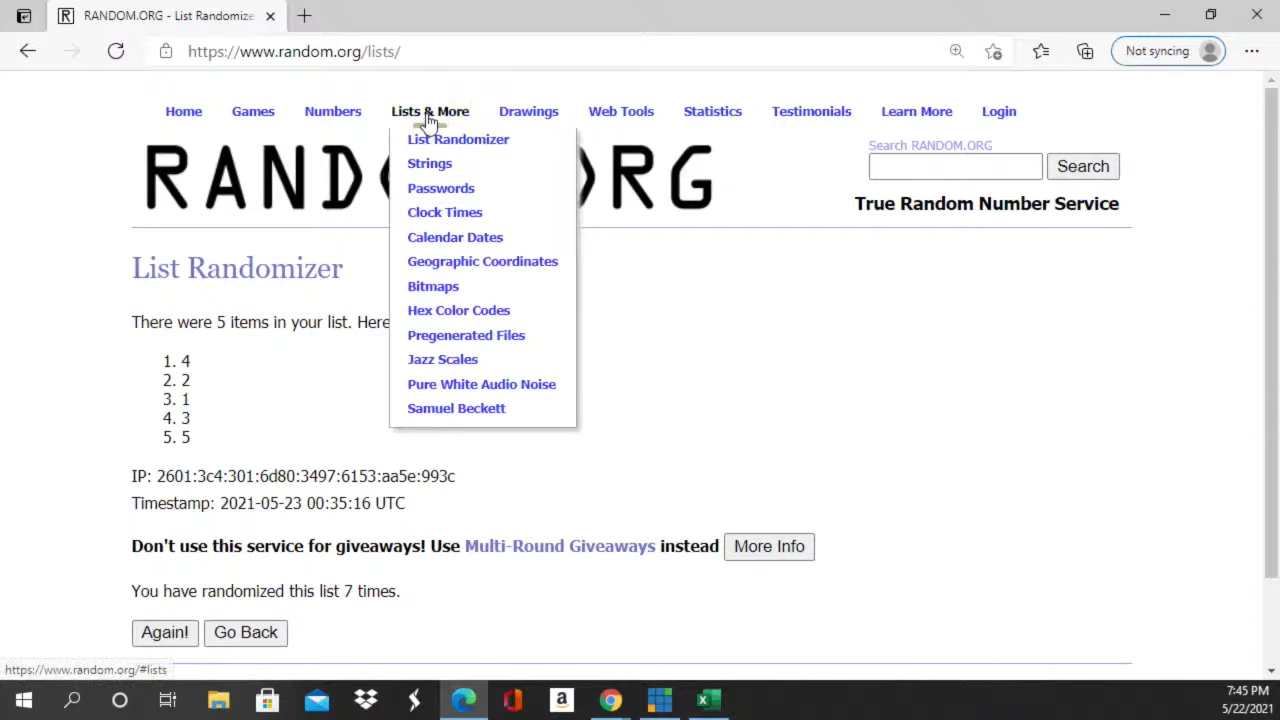 RANDOM.ORG - List Randomize
https://www.random.org/lists/
Not syncing
Home Games Numbers Lists & More Drawings Web Tools Statistics Testimonials Learn More Login
List Randomizer
Strings
Passwords
Clock Times
Calendar Dates
Geographic Coordinates
Bitmaps
Hex Color Codes
Pregenerated Files
Jazz Scales
Pure White Audio Noise
Samuel Beckett
Search RANDOM.ORG
Search
True Random Number Service
List Randomizer
There were 5 items in your list. Here
1. 4
2. 2
3. 1
4. 3
5. 5
IP: 2601:3c4:301:6d80:3497:6153:aa5e:993c
Timestamp: 2021-05-23 00:35:16 UTC
Don't use this service for giveaways! Use Multi-Round Giveaways instead More Info
You have randomized this list 7 times.
Again! Go Back
https://www.random.org/#lists
7:45 PM
5/22/2021